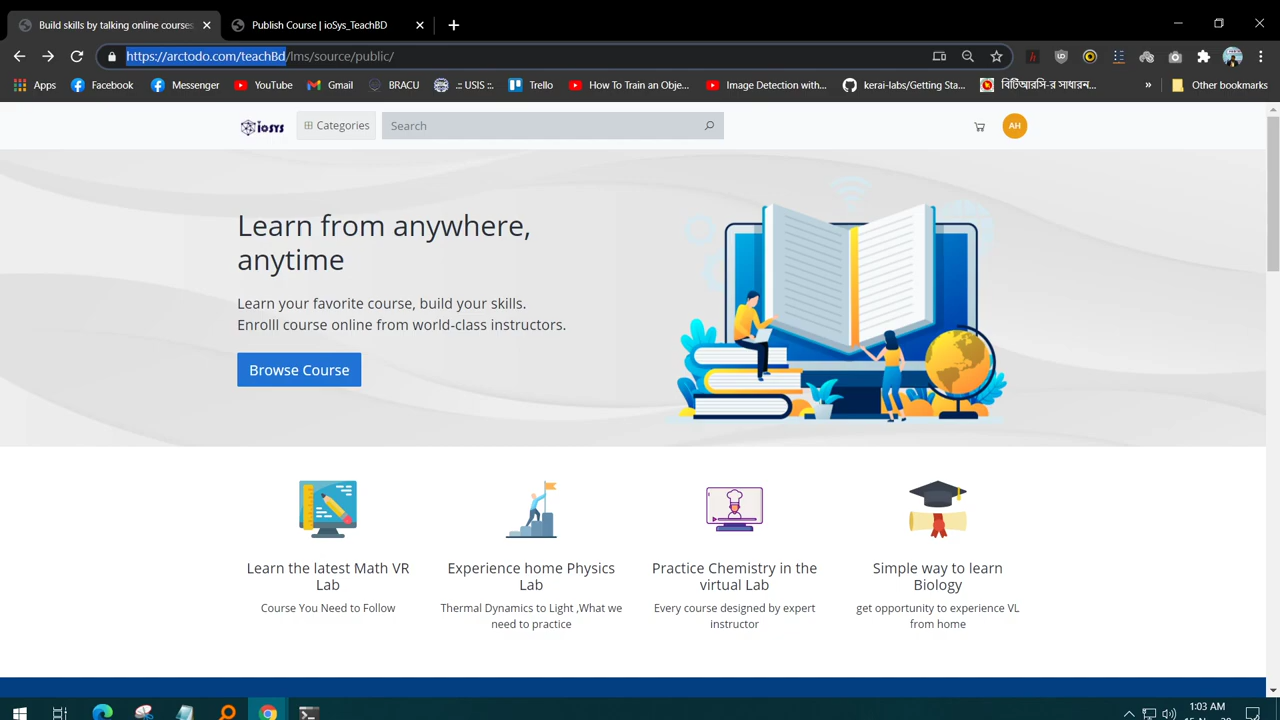 Build skills by talking online courses
Publish Course | ioSys_TeachBD
https://arctodo.com/teachBd/lms/source/public/
Apps
Facebook
Messenger
YouTube
Gmail
BRACU
.:: USIS ::.
Trello
How To Train an Obje...
Image Detection with...
kerai-labs/Getting Sta...
বিটিআরসি-র সাধারন...
»
Other bookmarks
iosys
Categories
Search
AH
Learn from anywhere,
anytime
Learn your favorite course, build your skills.
Enrolll course online from world-class instructors.
Browse Course
Learn the latest Math VR
Lab
Course You Need to Follow
Experience home Physics
Lab
Thermal Dynamics to Light ,What we
need to practice
Practice Chemistry in the
virtual Lab
Every course designed by expert
instructor
Simple way to learn
Biology
get opportunity to experience VL
from home
1:03 AM